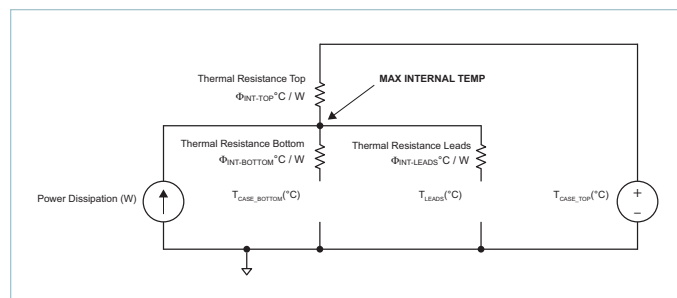 Thermal Resistance Top
MAX INTERNAL TEMP
ΦINT-TOP°C / W
Thermal Resistance Bottom
Thermal Resistance Leads
ΦINT-BOTTOM°C / W
ΦINT-LEADS°C / W
Power Dissipation (W)
TCASE_BOTTOM(°C)
TLEADS(°C)
TCASE_TOP(°C)
+
–